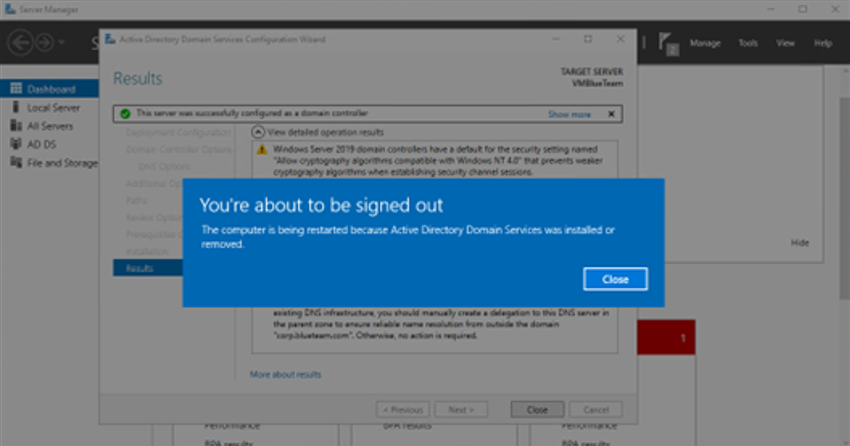 Server Manager
Manage Tools View Help
2
Active Directory Domain Services Configuration Wizard
Results
TARGET SERVER
VMBlueTeam
This server was successfully configured as a domain controller
Show more
Dashboard
Local Server
All Servers
AD DS
File and Storage
Deployment Configuration
Domain Controller Options
DNS Options
Additional Op
Paths
Review Option
Prerequisites C
Installation
Results
View detailed operation results
Windows Server 2019 domain controllers have a default for the security setting named
"Allow cryptography algorithms compatible with Windows NT 4.0" that prevents weaker
cryptography algorithms when establishing security channel sessions.
You're about to be signed out
The computer is being restarted because Active Directory Domain Services was installed or
removed.
Close
Hide
existing DNS infrastructure, you should manually create a delegation to this DNS server in
the parent zone to ensure reliable name resolution from outside the domain
"corp.blueteam.com". Otherwise, no action is required.
1
More about results
< Previous Next > Close Cancel
Performance
BPA results
BPA results
Performance
BPA results